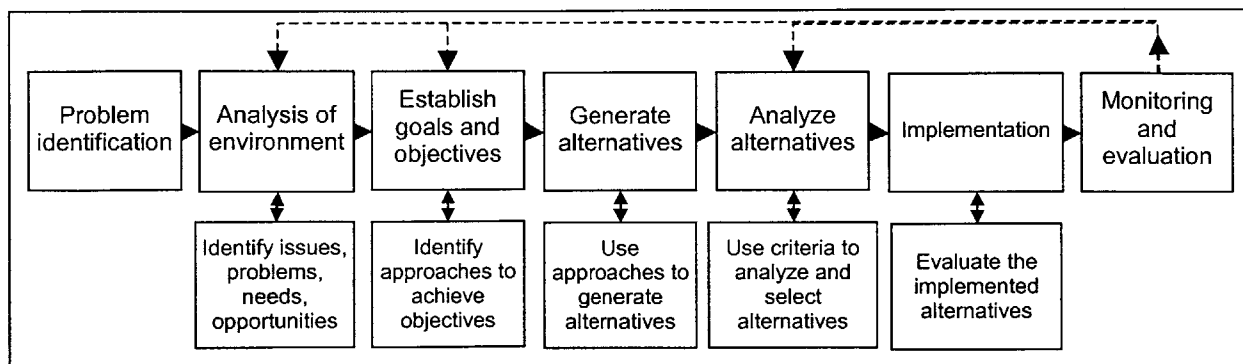 Problem
identification
Analysis of
environment
Establish
goals and
objectives
Generate
alternatives
Analyze
alternatives
Implementation
Monitoring
and
evaluation
Identify issues,
problems,
needs,
opportunities
Identify
approaches to
achieve
objectives
Use
approaches to
generate
alternatives
Use criteria to
analyze and
select
alternatives
Evaluate the
implemented
alternatives